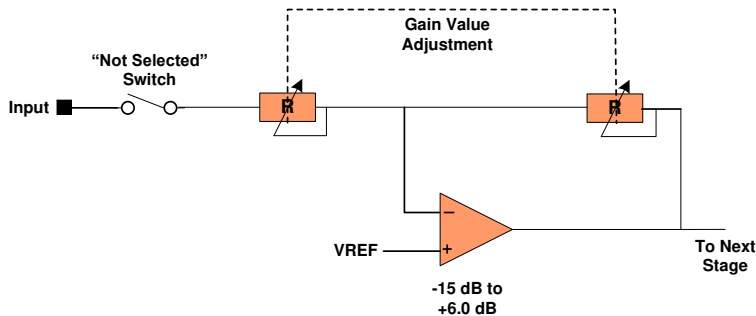 Gain Value
Adjustment
“Not Selected”
Switch
Input
R
R
−
VREF
+
To Next
Stage
-15 dB to
+6.0 dB